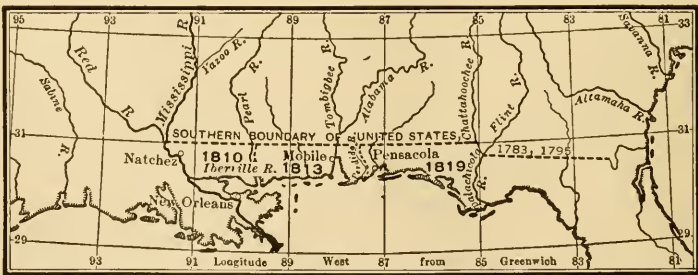 95 93 91 89 87 85 83 81
33
Sabine R.
Red R.
Mississippi R.
Yazoo R.
Pearl R.
Tombigbee R.
Alabama R.
Chattahoochee R.
Flint R.
Savanna R.
Altamaha R.
31 31
SOUTHERN BOUNDARY OF UNITED STATES
1783, 1795
Natchez
1810
Iberville R.
Mobile
1813
Perdido R.
Pensacola
1819
Apalachicola R.
New Orleans
29 29
93 91 89 87 85 83 81
Longitude West from Greenwich